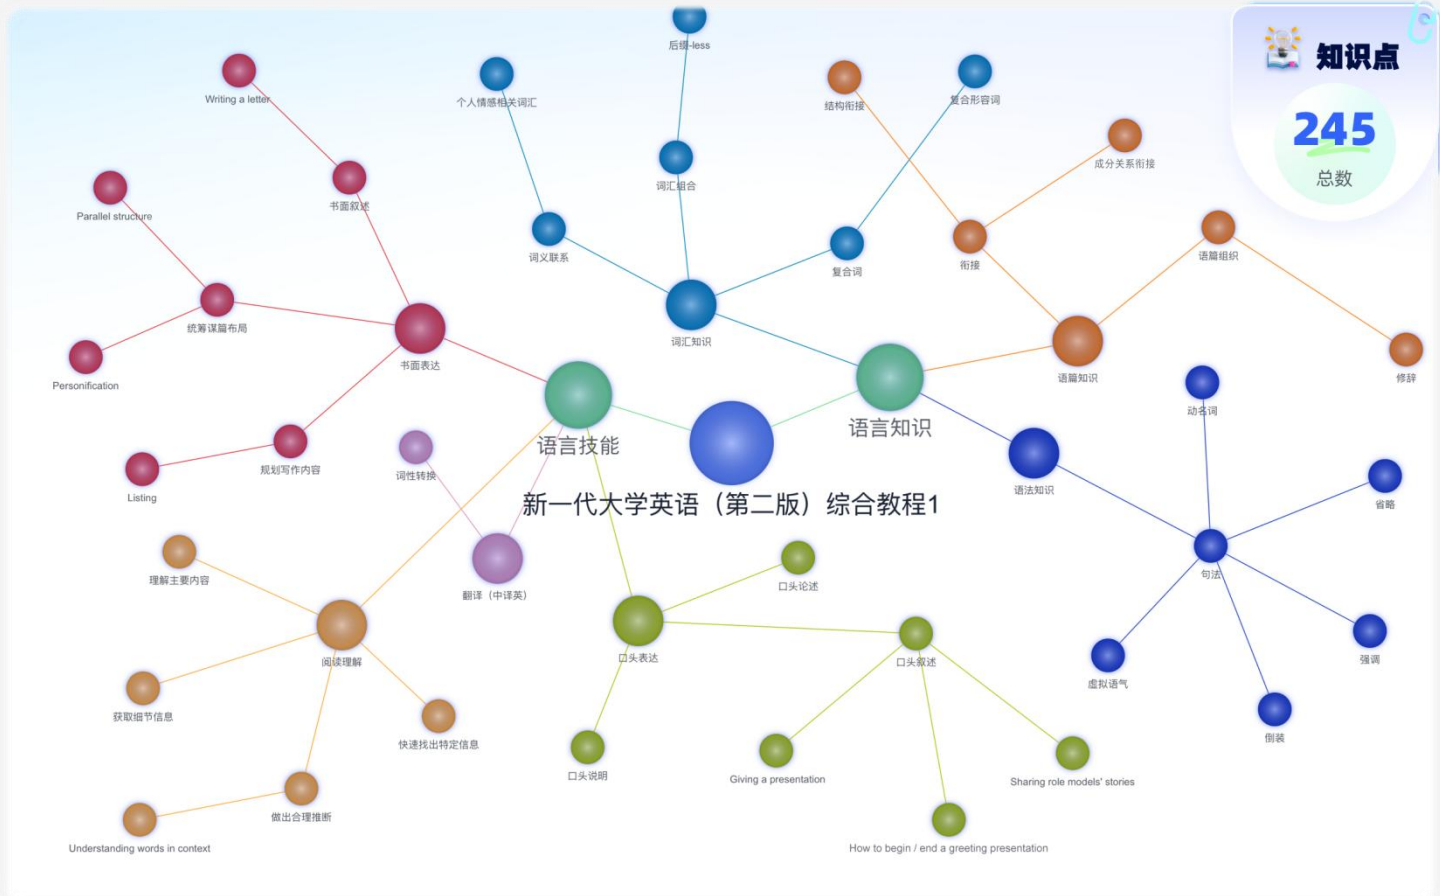 知识点
245
总数
后缀-less
Writing a letter
个人情感相关词汇
结构衔接
复合形容词
成分关系衔接
词汇组合
书面叙述
Parallel structure
词义联系
复合词
衔接
语篇组织
统筹谋篇布局
词汇知识
书面表达
语篇知识
修辞
Personification
动名词
语言知识
语言技能
规划写作内容
词性转换
语法知识
Listing
新一代大学英语（第二版）综合教程1
省略
句法
理解主要内容
口头论述
翻译（中译英）
口头表达
阅读理解
口头叙述
强调
虚拟语气
获取细节信息
倒装
快速找出特定信息
口头说明
Giving a presentation
Sharing role models' stories
做出合理推断
Understanding words in context
How to begin / end a greeting presentation